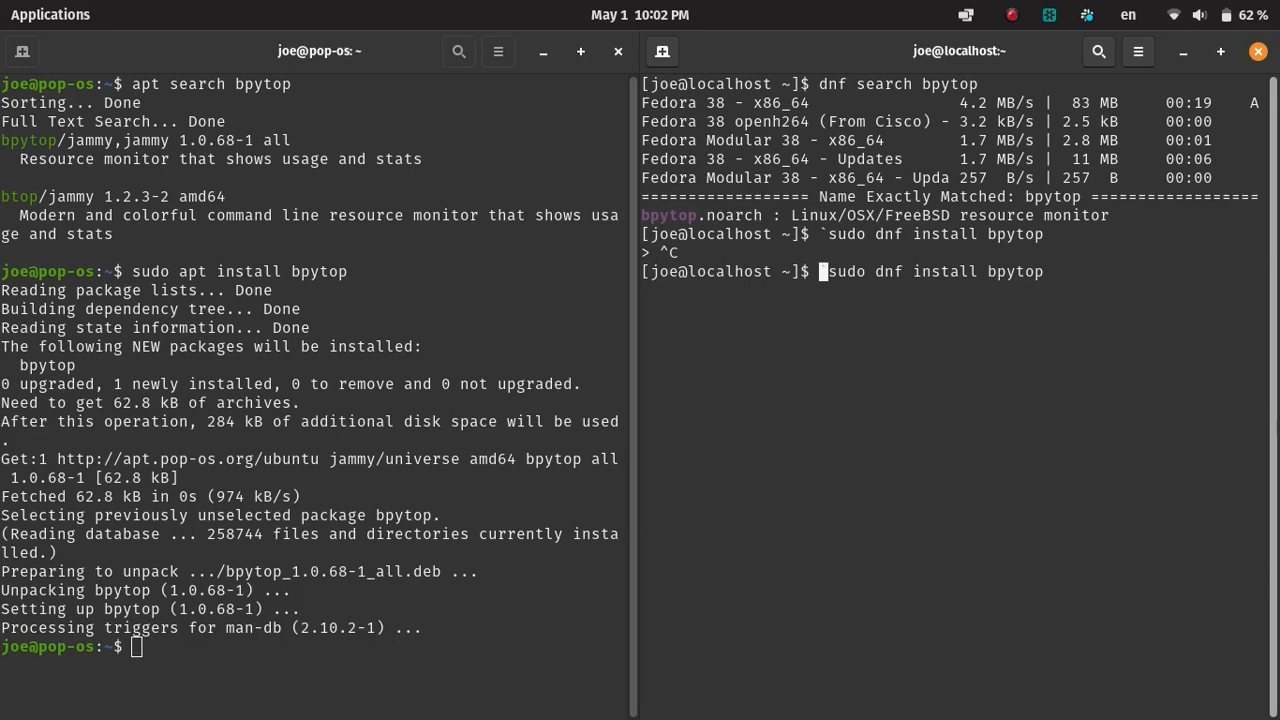 Applications
May 1 10:02 PM
en
62 %
joe@pop-os: ~
joe@pop-os:~$ apt search bpytop
Sorting... Done
Full Text Search... Done
bpytop/jammy,jammy 1.0.68-1 all
  Resource monitor that shows usage and stats
btop/jammy 1.2.3-2 amd64
  Modern and colorful command line resource monitor that shows usa
ge and stats
joe@pop-os:~$ sudo apt install bpytop
Reading package lists... Done
Building dependency tree... Done
Reading state information... Done
The following NEW packages will be installed:
  bpytop
0 upgraded, 1 newly installed, 0 to remove and 0 not upgraded.
Need to get 62.8 kB of archives.
After this operation, 284 kB of additional disk space will be used
.
Get:1 http://apt.pop-os.org/ubuntu jammy/universe amd64 bpytop all
 1.0.68-1 [62.8 kB]
Fetched 62.8 kB in 0s (974 kB/s)
Selecting previously unselected package bpytop.
(Reading database ... 258744 files and directories currently insta
lled.)
Preparing to unpack .../bpytop_1.0.68-1_all.deb ...
Unpacking bpytop (1.0.68-1) ...
Setting up bpytop (1.0.68-1) ...
Processing triggers for man-db (2.10.2-1) ...
joe@pop-os:~$
joe@localhost:~
[joe@localhost ~]$ dnf search bpytop
Fedora 38 - x86_64                4.2 MB/s |  83 MB     00:19    A
Fedora 38 openh264 (From Cisco) - 3.2 kB/s | 2.5 kB     00:00
Fedora Modular 38 - x86_64        1.7 MB/s | 2.8 MB     00:01
Fedora 38 - x86_64 - Updates      1.7 MB/s |  11 MB     00:06
Fedora Modular 38 - x86_64 - Upda 257  B/s | 257  B     00:00
================== Name Exactly Matched: bpytop ==================
bpytop.noarch : Linux/OSX/FreeBSD resource monitor
[joe@localhost ~]$ `sudo dnf install bpytop
> ^C
[joe@localhost ~]$ `sudo dnf install bpytop